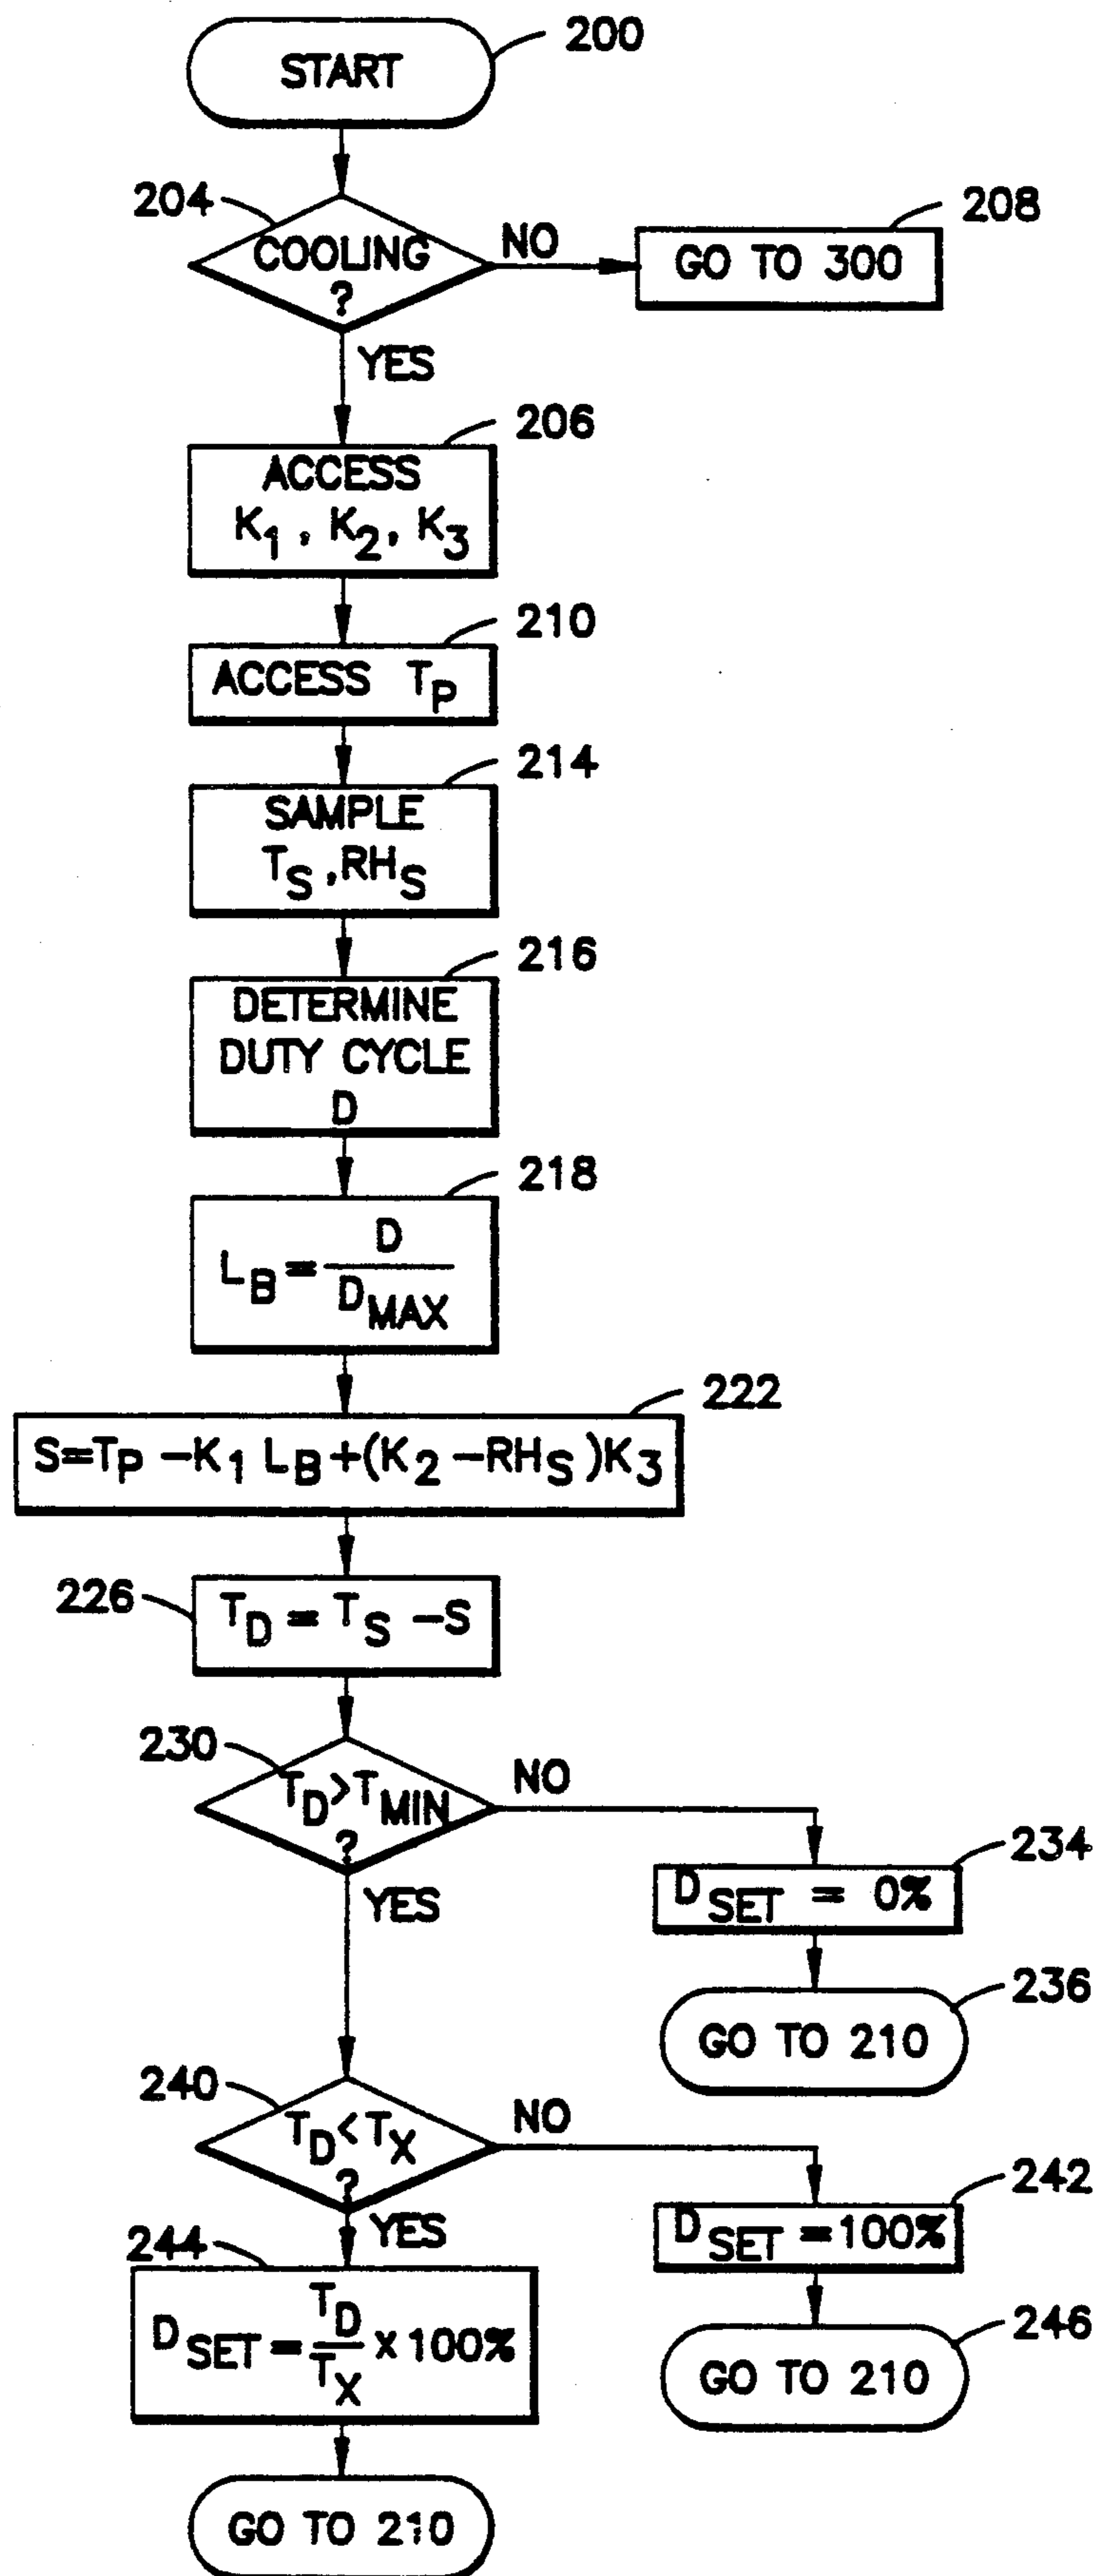 START
200
204
COOLING
?
NO
GO TO 300
208
YES
206
ACCESS
K1, K2, K3
210
ACCESS TP
214
SAMPLE
TS, RHS
216
DETERMINE
DUTY CYCLE
D
218
LB = D / DMAX
222
S=TP -K1 LB+(K2 -RHS)K3
226
TD = TS -S
230
TD>TMIN
?
NO
YES
234
DSET = 0%
236
GO TO 210
240
TD<TX
?
NO
YES
242
DSET =100%
244
DSET = TD / TX x 100%
246
GO TO 210
GO TO 210